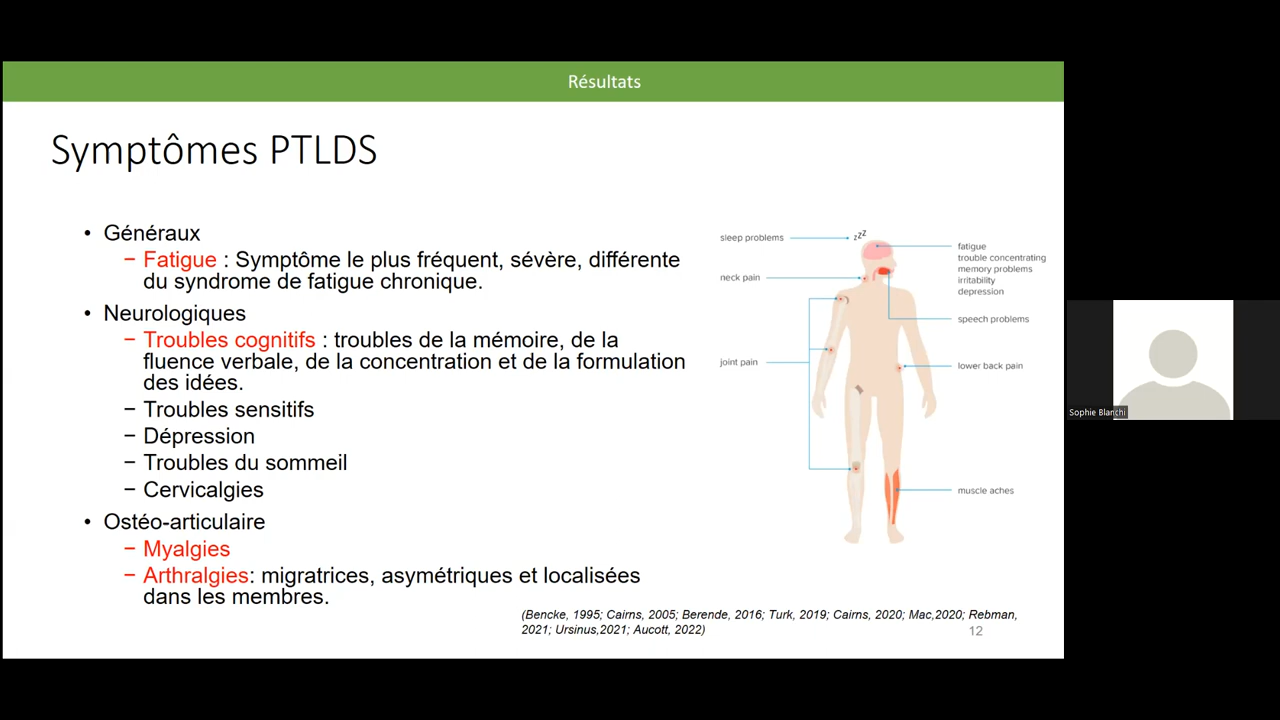 Résultats
Symptômes PTLDS
• Généraux
− Fatigue : Symptôme le plus fréquent, sévère, différente
du syndrome de fatigue chronique.
• Neurologiques
− Troubles cognitifs : troubles de la mémoire, de la
fluence verbale, de la concentration et de la formulation
des idées.
− Troubles sensitifs
− Dépression
− Troubles du sommeil
− Cervicalgies
• Ostéo-articulaire
− Myalgies
− Arthralgies: migratrices, asymétriques et localisées
dans les membres.
sleep problems
zzz
neck pain
joint pain
fatigue
trouble concentrating
memory problems
irritability
depression
speech problems
lower back pain
muscle aches
(Bencke, 1995; Cairns, 2005; Berende, 2016; Turk, 2019; Cairns, 2020; Mac,2020; Rebman,
2021; Ursinus,2021; Aucott, 2022)
12
Sophie Blanchi